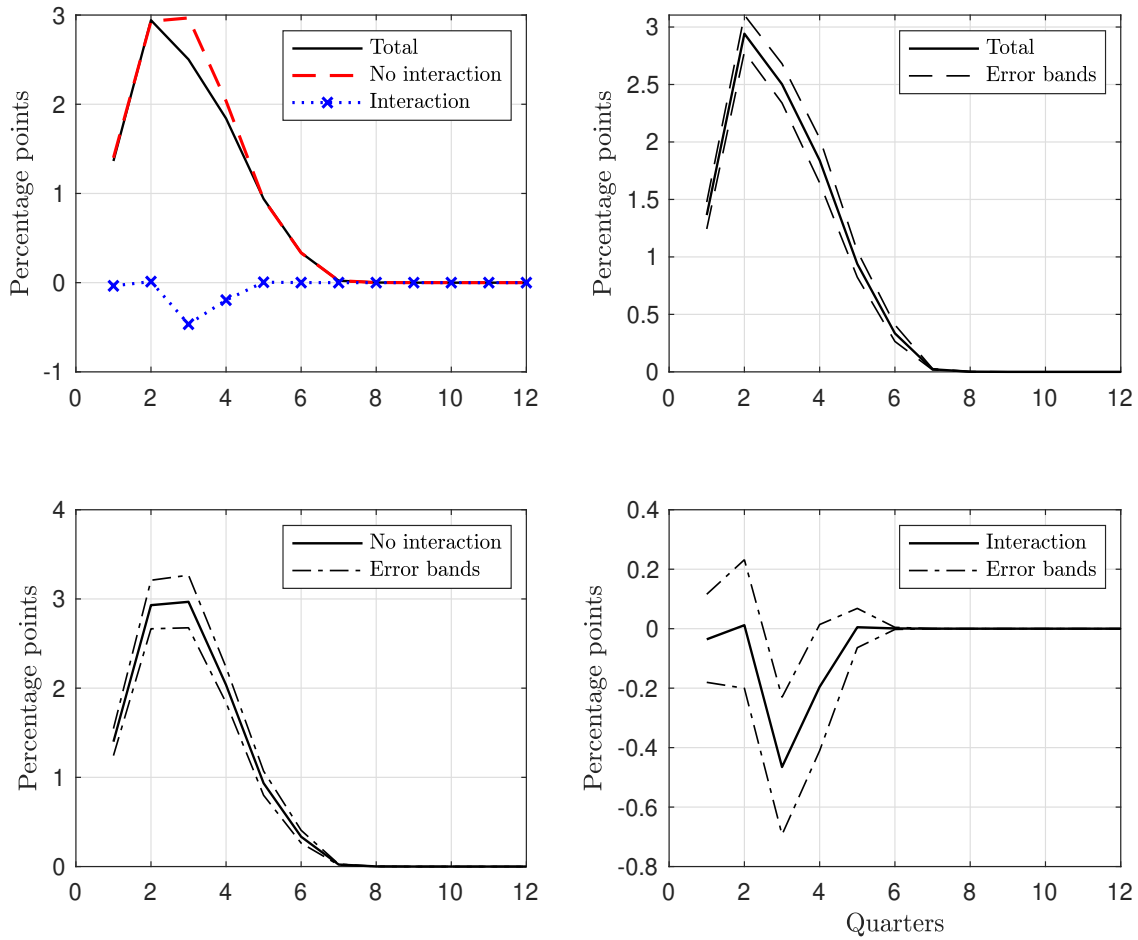 3
2
1
0
-1
Percentage points
0 2 4 6 8 10 12
Total
No interaction
Interaction
3
2.5
2
1.5
1
0.5
0
Percentage points
0 2 4 6 8 10 12
Total
Error bands
4
3
2
1
0
Percentage points
0 2 4 6 8 10 12
No interaction
Error bands
0.4
0.2
0
-0.2
-0.4
-0.6
-0.8
Percentage points
0 2 4 6 8 10 12
Quarters
Interaction
Error bands